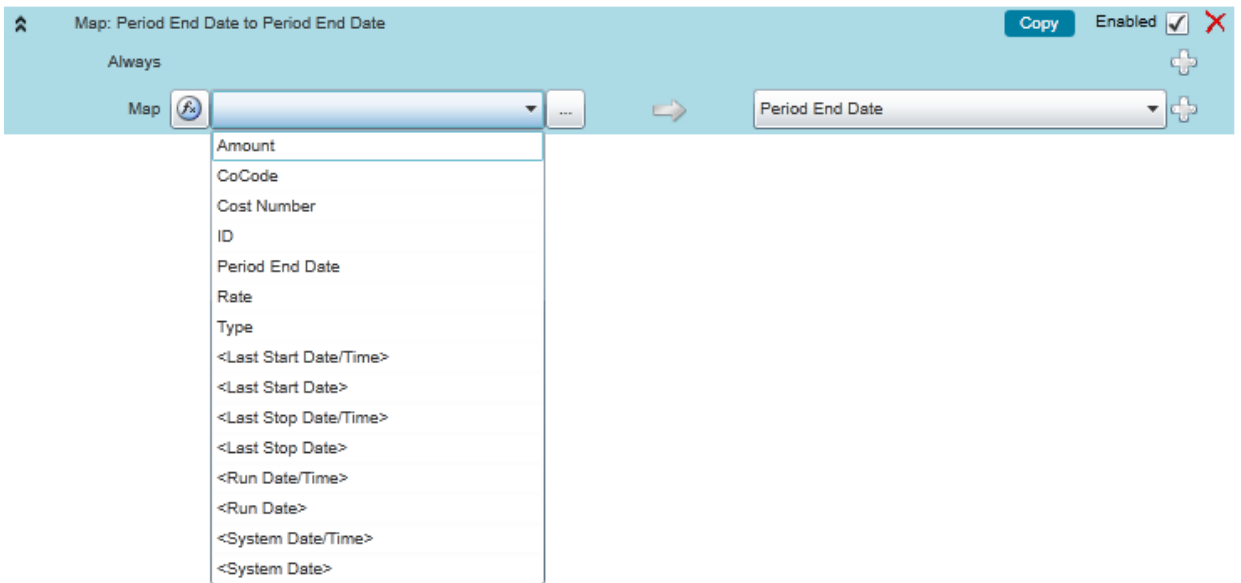 Map: Period End Date to Period End Date Copy Enabled
Always
Map fx ... Period End Date
Amount
CoCode
Cost Number
ID
Period End Date
Rate
Type
<Last Start Date/Time>
<Last Start Date>
<Last Stop Date/Time>
<Last Stop Date>
<Run Date/Time>
<Run Date>
<System Date/Time>
<System Date>